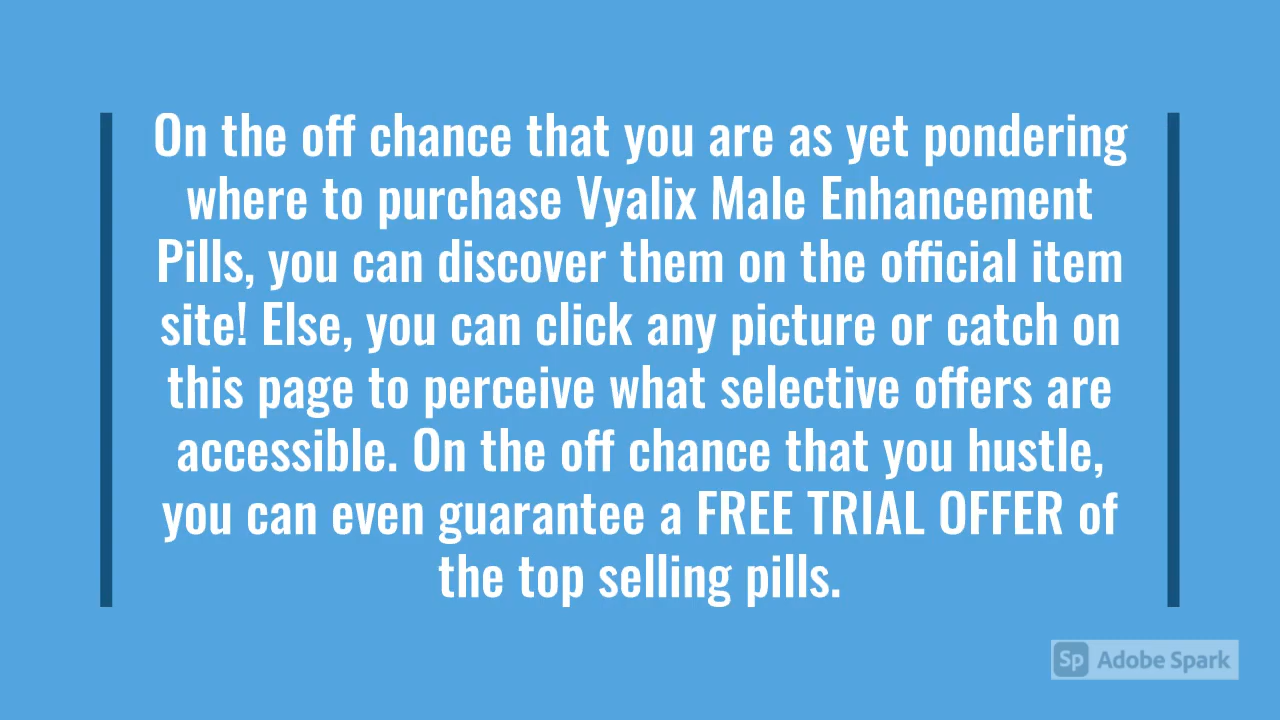 On the off chance that you are as yet pondering
where to purchase Vyalix Male Enhancement
Pills, you can discover them on the official item
site! Else, you can click any picture or catch on
this page to perceive what selective offers are
accessible. On the off chance that you hustle,
you can even guarantee a FREE TRIAL OFFER of
the top selling pills.
Sp Adobe Spark